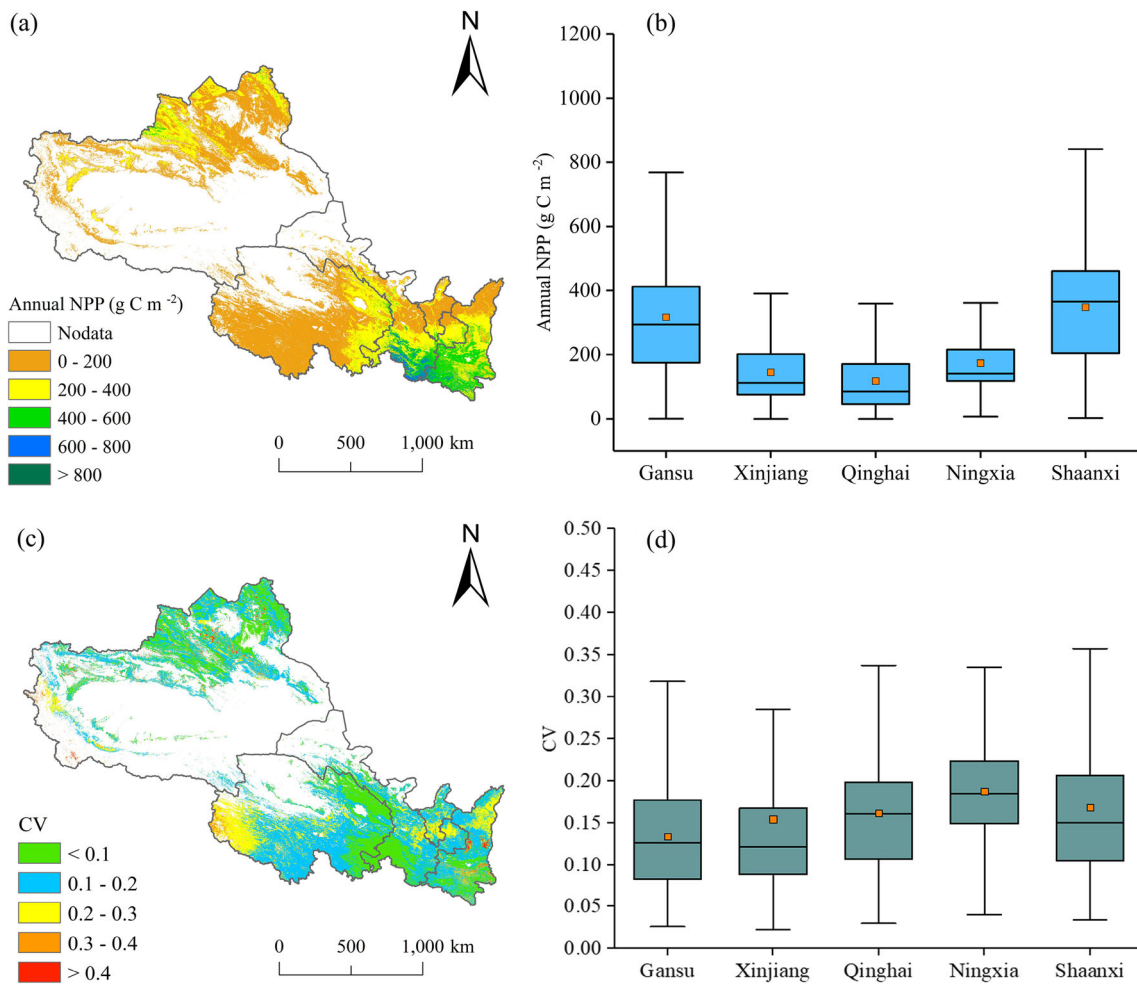 (a)
N
Annual NPP (g C m ⁻²)
Nodata
0 - 200
200 - 400
400 - 600
600 - 800
> 800
0 500 1,000 km
(b)
Annual NPP (g C m ⁻²)
1200
1000
800
600
400
200
0
Gansu Xinjiang Qinghai Ningxia Shaanxi
(c)
N
CV
< 0.1
0.1 - 0.2
0.2 - 0.3
0.3 - 0.4
> 0.4
0 500 1,000 km
(d)
CV
0.50
0.45
0.40
0.35
0.30
0.25
0.20
0.15
0.10
0.05
0.00
Gansu Xinjiang Qinghai Ningxia Shaanxi